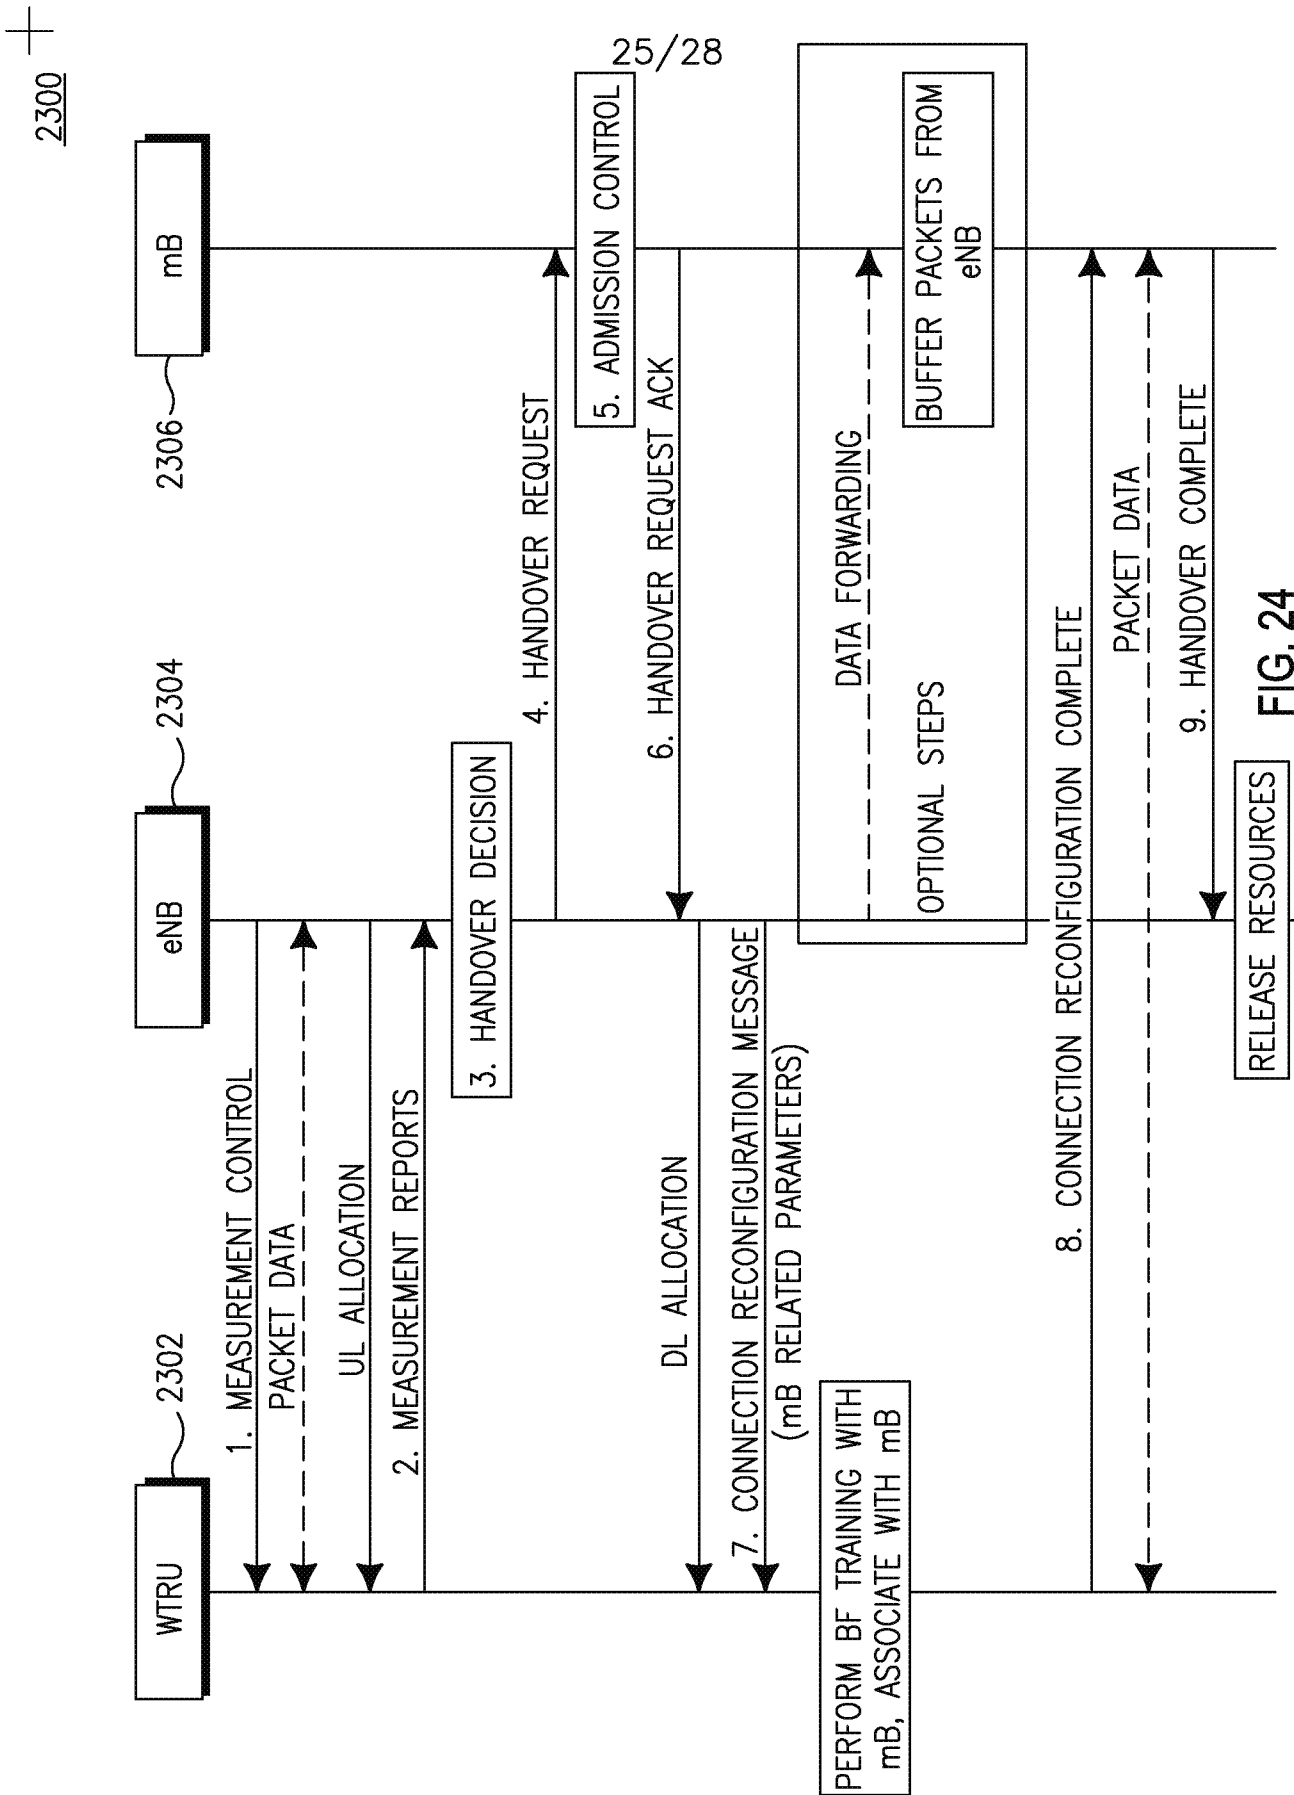 25/28
2300
WTRU
2302
eNB
2304
mB
2306
1. MEASUREMENT CONTROL
PACKET DATA
UL ALLOCATION
2. MEASUREMENT REPORTS
3. HANDOVER DECISION
4. HANDOVER REQUEST
5. ADMISSION CONTROL
6. HANDOVER REQUEST ACK
DL ALLOCATION
7. CONNECTION RECONFIGURATION MESSAGE
(mB RELATED PARAMETERS)
PERFORM BF TRAINING WITH
mB, ASSOCIATE WITH mB
DATA FORWARDING
OPTIONAL STEPS
BUFFER PACKETS FROM
eNB
8. CONNECTION RECONFIGURATION COMPLETE
PACKET DATA
9. HANDOVER COMPLETE
RELEASE RESOURCES
FIG. 24